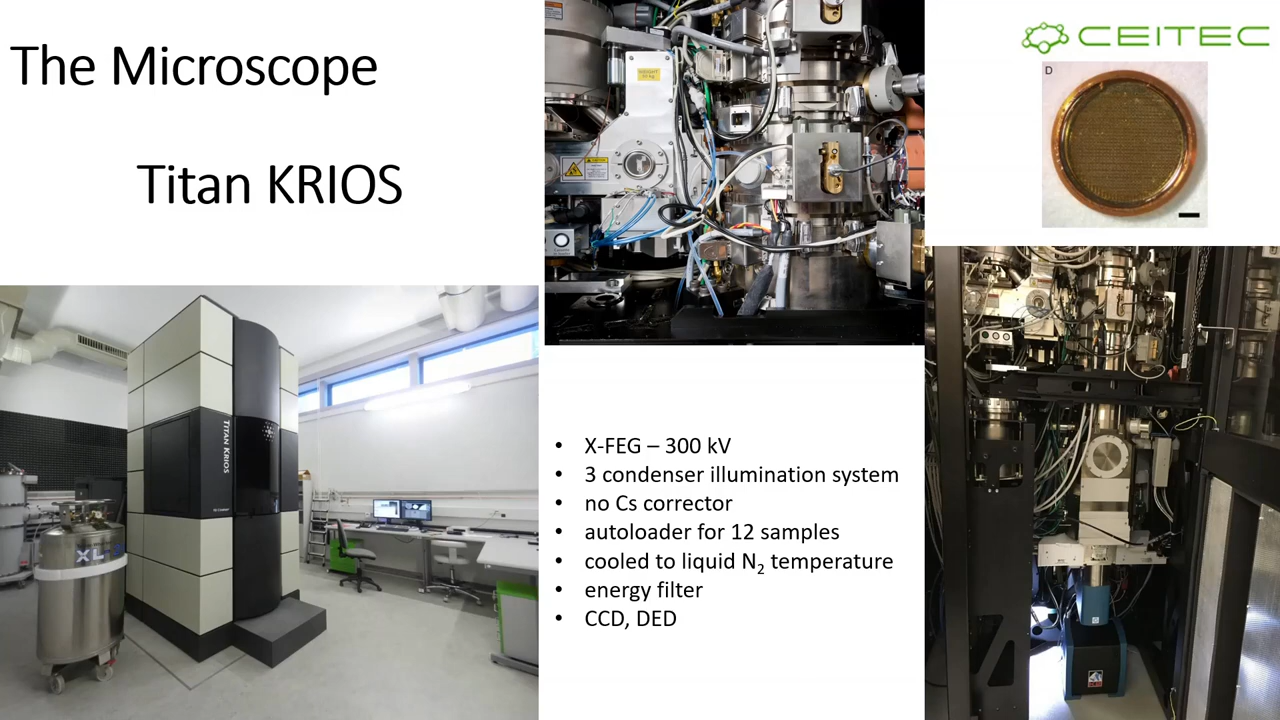 The Microscope
Titan KRIOS
CEITEC
D
TITAN KRIOS
XL-
• X-FEG – 300 kV
• 3 condenser illumination system
• no Cs corrector
• autoloader for 12 samples
• cooled to liquid N₂ temperature
• energy filter
• CCD, DED